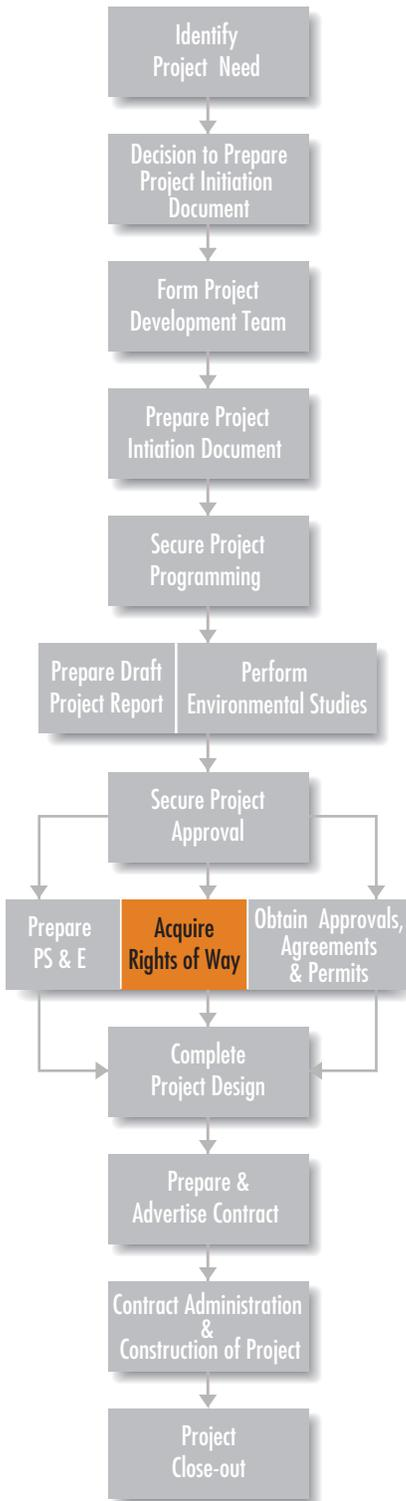 Identify
Project Need
Decision to Prepare
Project Initiation
Document
Form Project
Development Team
Prepare Project
Intiation Document
Secure Project
Programming
Prepare Draft
Project Report
Perform
Environmental Studies
Secure Project
Approval
Prepare
PS & E
Acquire
Rights of Way
Obtain Approvals,
Agreements
& Permits
Complete
Project Design
Prepare &
Advertise Contract
Contract Administration
&
Construction of Project
Project
Close-out